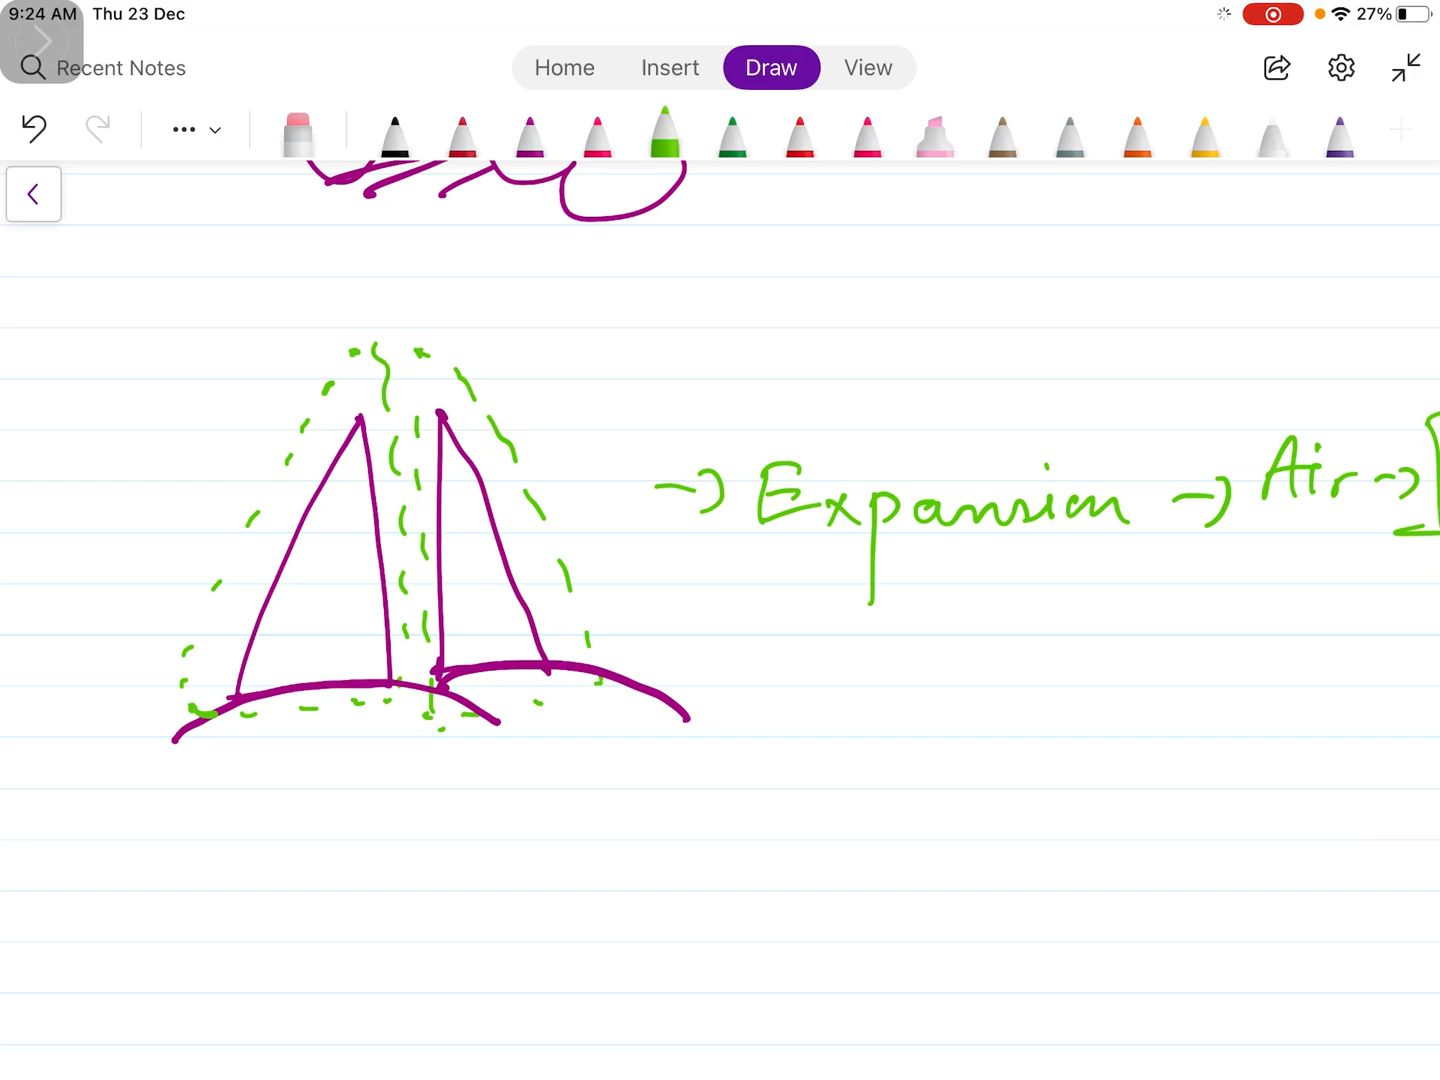 9:24 AM Thu 23 Dec
27%
Recent Notes
Home Insert Draw View
→ Expansion → Air →